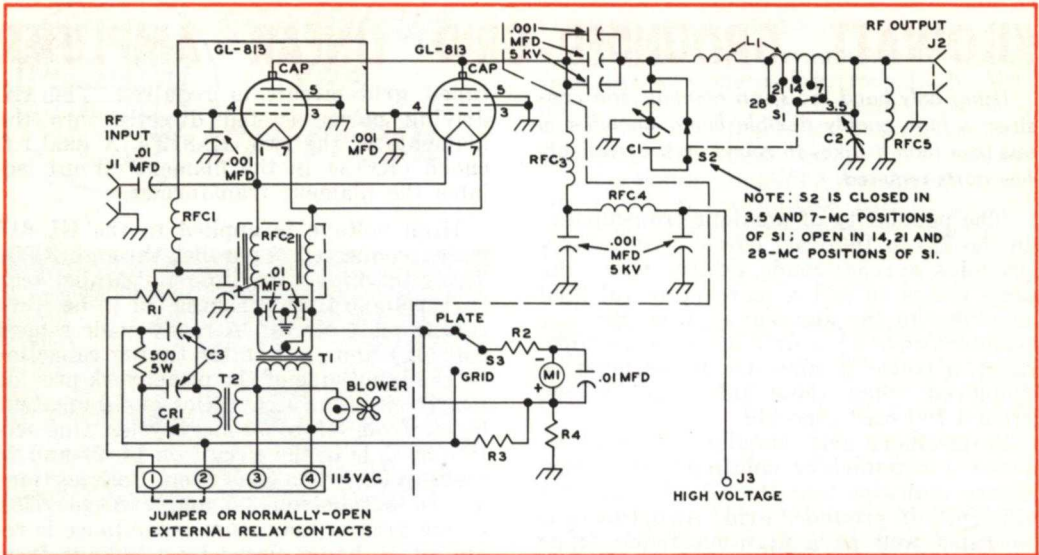 GL-813
GL-813
.001
MFD
5 KV
RF OUTPUT
J2
CAP
CAP
L1
4
5
3
1
7
4
5
3
1
7
28
21
14
7
3.5
S1
C1
C2
S2
RFC5
RF
INPUT
J1
.01
MFD
.001
MFD
.001
MFD
.001
MFD
RFC3
RFC4
RFC1
RFC2
.01
MFD
.001
MFD
5 KV
NOTE: S2 IS CLOSED IN
3.5 AND 7-MC POSITIONS
OF S1; OPEN IN 14, 21 AND
28-MC POSITIONS OF S1.
R1
C3
T1
500
5 W
T2
CR1
BLOWER
PLATE
S3
GRID
R2
M1
.01 MFD
R3
R4
1
2
3
4
115VAC
J3
HIGH VOLTAGE
JUMPER OR NORMALLY-OPEN
EXTERNAL RELAY CONTACTS